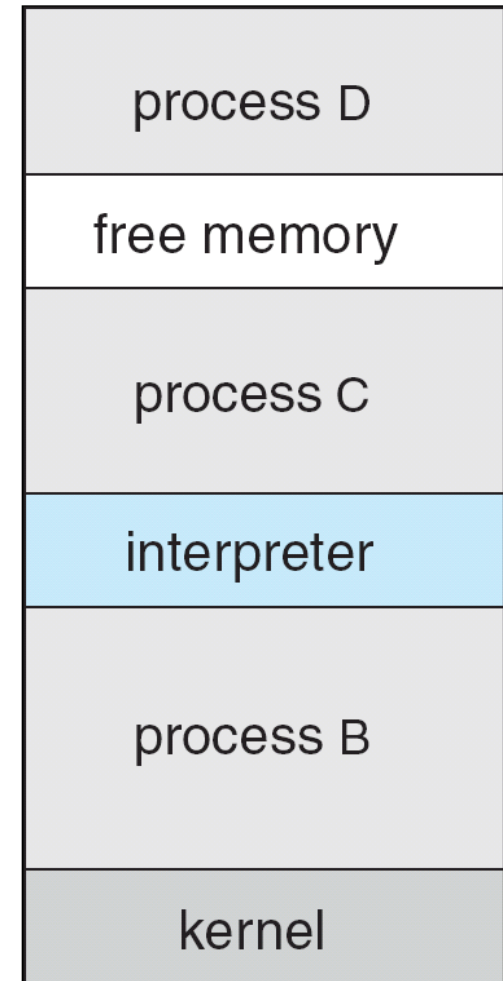 process D
free memory
process C
interpreter
process B
kernel